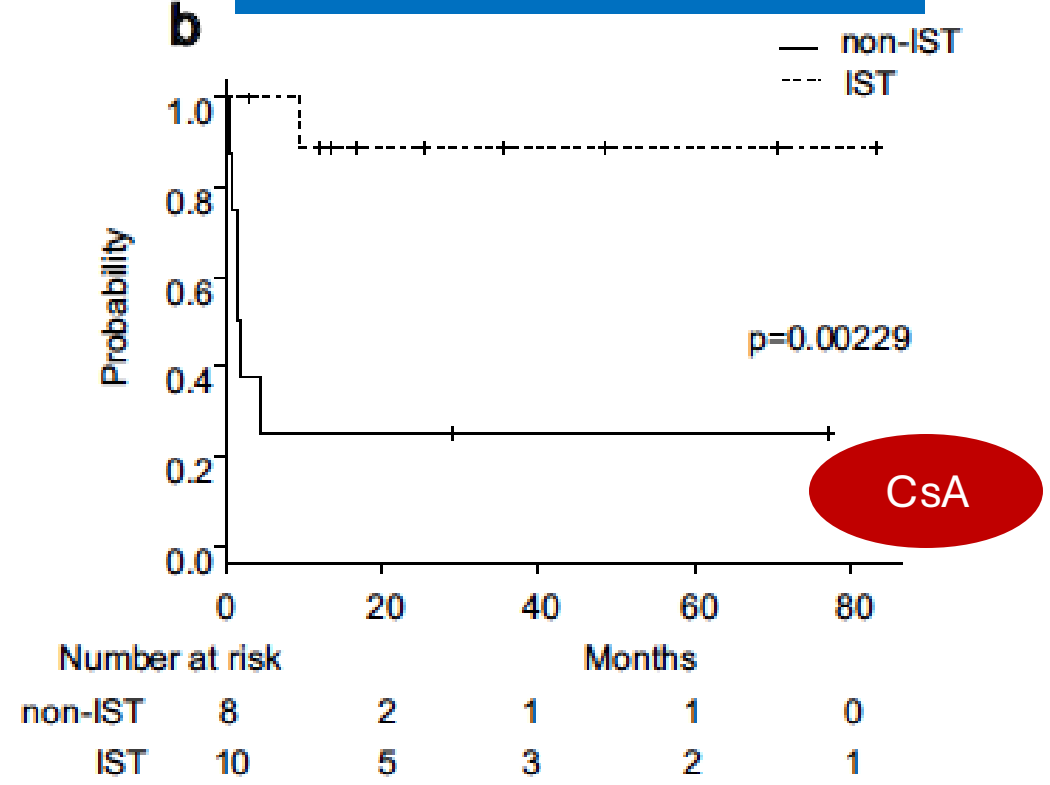 b
non-IST
IST
1.0
0.8
0.6
0.4
0.2
0.0
Probability
p=0.00229
CsA
0 20 40 60 80
Number at risk Months
non-IST 8 2 1 1 0
IST 10 5 3 2 1